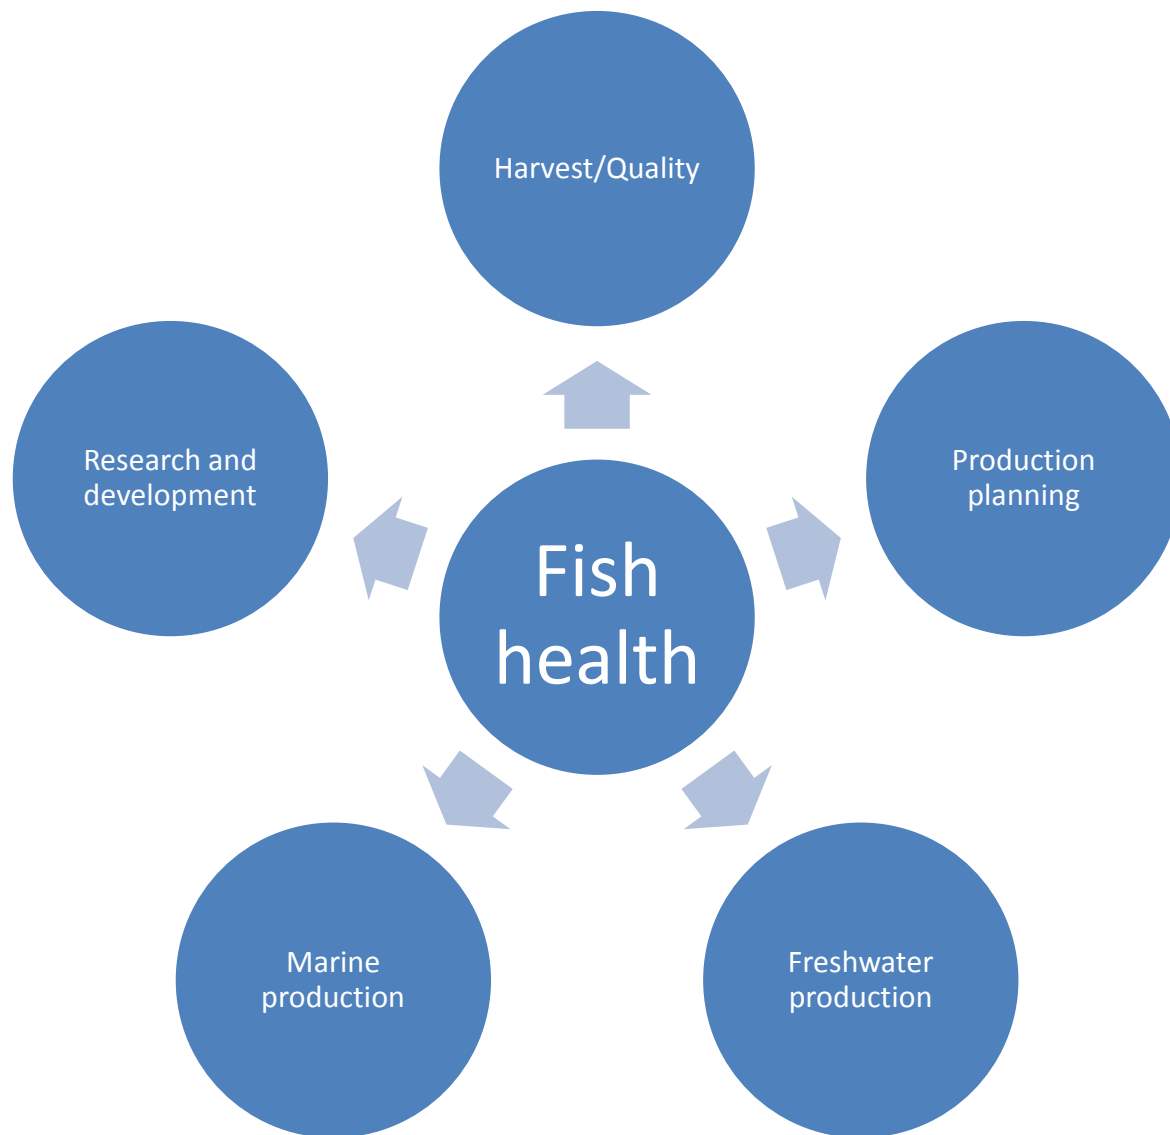 Harvest/Quality
Research and
development
Production
planning
Fish
health
Marine
production
Freshwater
production